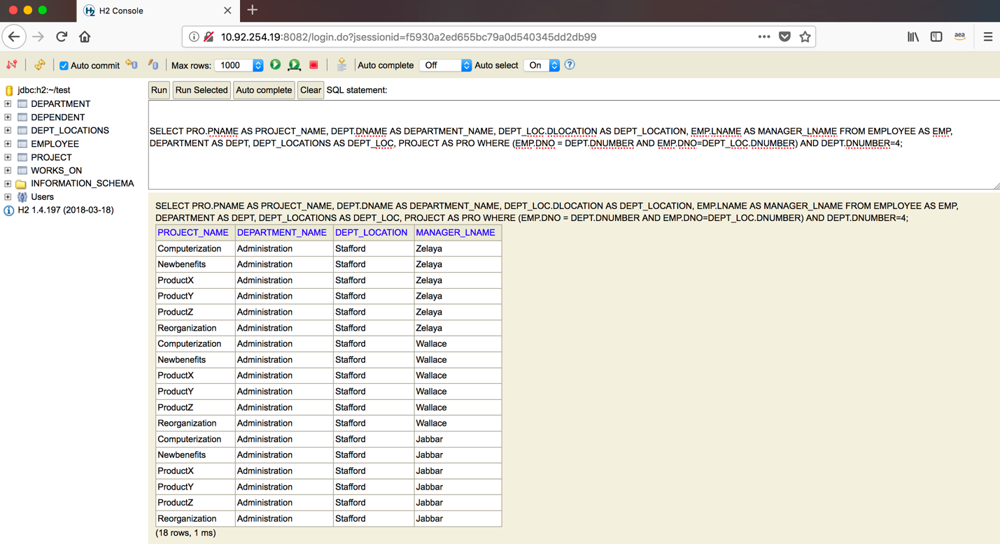 H2 Console
10.92.254.19:8082/login.do?jsessionid=f5930a2ed655bc79a0d540345dd2db99
aea
Auto commit Max rows: 1000 Auto complete Off Auto select On
jdbc:h2:~/test
DEPARTMENT
DEPENDENT
DEPT_LOCATIONS
EMPLOYEE
PROJECT
WORKS_ON
INFORMATION_SCHEMA
Users
H2 1.4.197 (2018-03-18)
Run Run Selected Auto complete Clear SQL statement:
SELECT PRO.PNAME AS PROJECT_NAME, DEPT.DNAME AS DEPARTMENT_NAME, DEPT_LOC.DLOCATION AS DEPT_LOCATION, EMP.LNAME AS MANAGER_LNAME FROM EMPLOYEE AS EMP,
DEPARTMENT AS DEPT, DEPT_LOCATIONS AS DEPT_LOC, PROJECT AS PRO WHERE (EMP.DNO = DEPT.DNUMBER AND EMP.DNO=DEPT_LOC.DNUMBER) AND DEPT.DNUMBER=4;
SELECT PRO.PNAME AS PROJECT_NAME, DEPT.DNAME AS DEPARTMENT_NAME, DEPT_LOC.DLOCATION AS DEPT_LOCATION, EMP.LNAME AS MANAGER_LNAME FROM EMPLOYEE AS EMP,
DEPARTMENT AS DEPT, DEPT_LOCATIONS AS DEPT_LOC, PROJECT AS PRO WHERE (EMP.DNO = DEPT.DNUMBER AND EMP.DNO=DEPT_LOC.DNUMBER) AND DEPT.DNUMBER=4;
PROJECT_NAME DEPARTMENT_NAME DEPT_LOCATION MANAGER_LNAME
Computerization Administration Stafford Zelaya
Newbenefits Administration Stafford Zelaya
ProductX Administration Stafford Zelaya
ProductY Administration Stafford Zelaya
ProductZ Administration Stafford Zelaya
Reorganization Administration Stafford Zelaya
Computerization Administration Stafford Wallace
Newbenefits Administration Stafford Wallace
ProductX Administration Stafford Wallace
ProductY Administration Stafford Wallace
ProductZ Administration Stafford Wallace
Reorganization Administration Stafford Wallace
Computerization Administration Stafford Jabbar
Newbenefits Administration Stafford Jabbar
ProductX Administration Stafford Jabbar
ProductY Administration Stafford Jabbar
ProductZ Administration Stafford Jabbar
Reorganization Administration Stafford Jabbar
(18 rows, 1 ms)